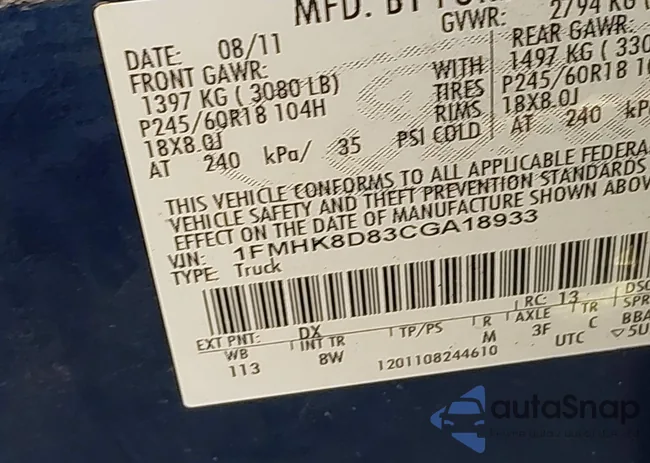 MFD. BY FOR
GVWR: 2794 KG (
DATE: 08/11
FRONT GAWR: REAR GAWR:
1397 KG ( 3080 LB) WITH 1497 KG (330
P245/60R18 104H TIRES P245/60R18 10
18X8.0J RIMS 18X8.0J
AT 240 kPa/ 35 PSI COLD AT 240 kP
THIS VEHICLE CONFORMS TO ALL APPLICABLE FEDERA
VEHICLE SAFETY AND THEFT PREVENTION STANDARDS
EFFECT ON THE DATE OF MANUFACTURE SHOWN ABOV
VIN: 1FMHK8D83CGA18933
TYPE: Truck
EXT PNT: DX RC: 13 DSO
WB INT TR TP/PS R AXLE TR SPR
113 8W M 3F C BBA
1201108244610 UTC ▽5U
autoSnap